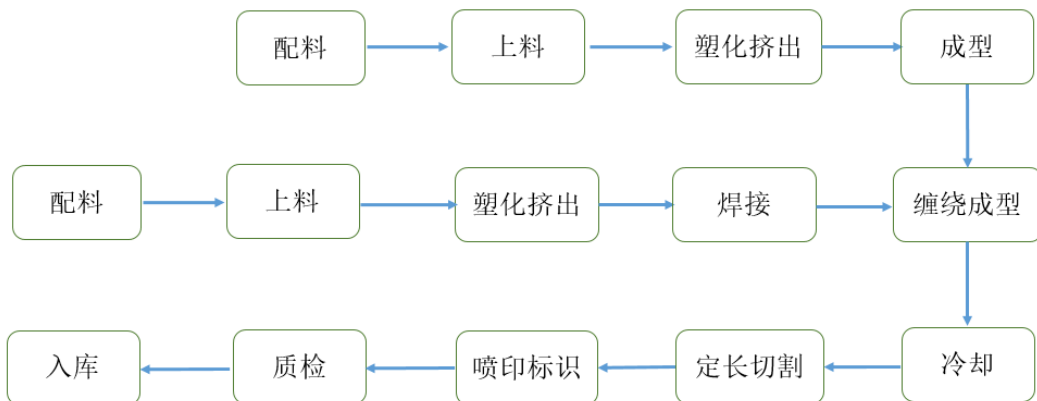 配料
上料
塑化挤出
成型
配料
上料
塑化挤出
焊接
缠绕成型
入库
质检
喷印标识
定长切割
冷却